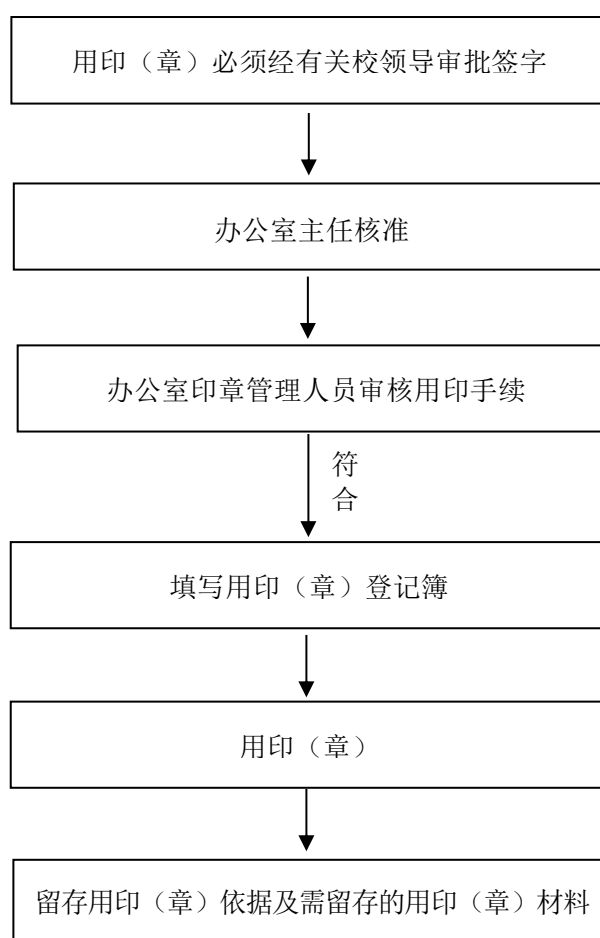 用印（章）必须经有关校领导审批签字
办公室主任核准
办公室印章管理人员审核用印手续
符
合
填写用印（章）登记簿
用印（章）
留存用印（章）依据及需留存的用印（章）材料